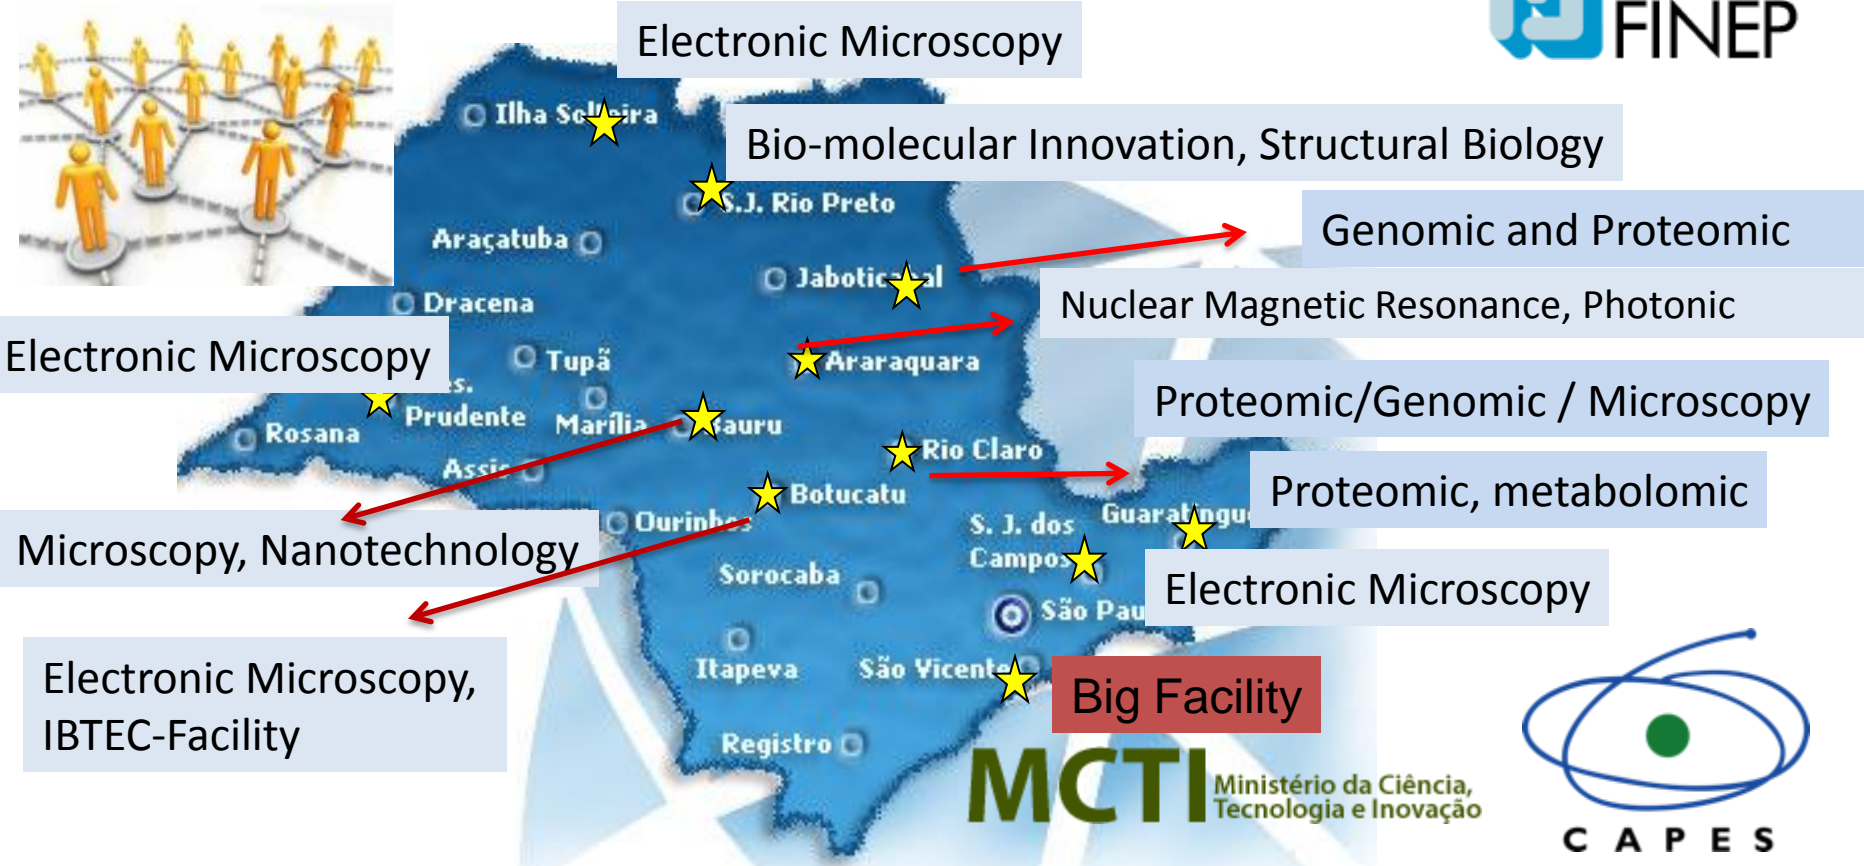 Electronic Microscopy
FINEP
Ilha Solteira
Bio-molecular Innovation, Structural Biology
S.J. Rio Preto
Genomic and Proteomic
Araçatuba
Jaboticabal
Dracena
Nuclear Magnetic Resonance, Photonic
Electronic Microscopy
Tupã
Araraquara
es.
Prudente
Proteomic/Genomic / Microscopy
Rosana
Marília
Bauru
Rio Claro
Assis
Proteomic, metabolomic
Botucatu
Ourinhos
S. J. dos
Campos
Guaratingu
Microscopy, Nanotechnology
Sorocaba
Electronic Microscopy
São Pau
Electronic Microscopy,
IBTEC-Facility
Itapeva
São Vicente
Big Facility
Registro
MCTI
Ministério da Ciência,
Tecnologia e Inovação
CAPES